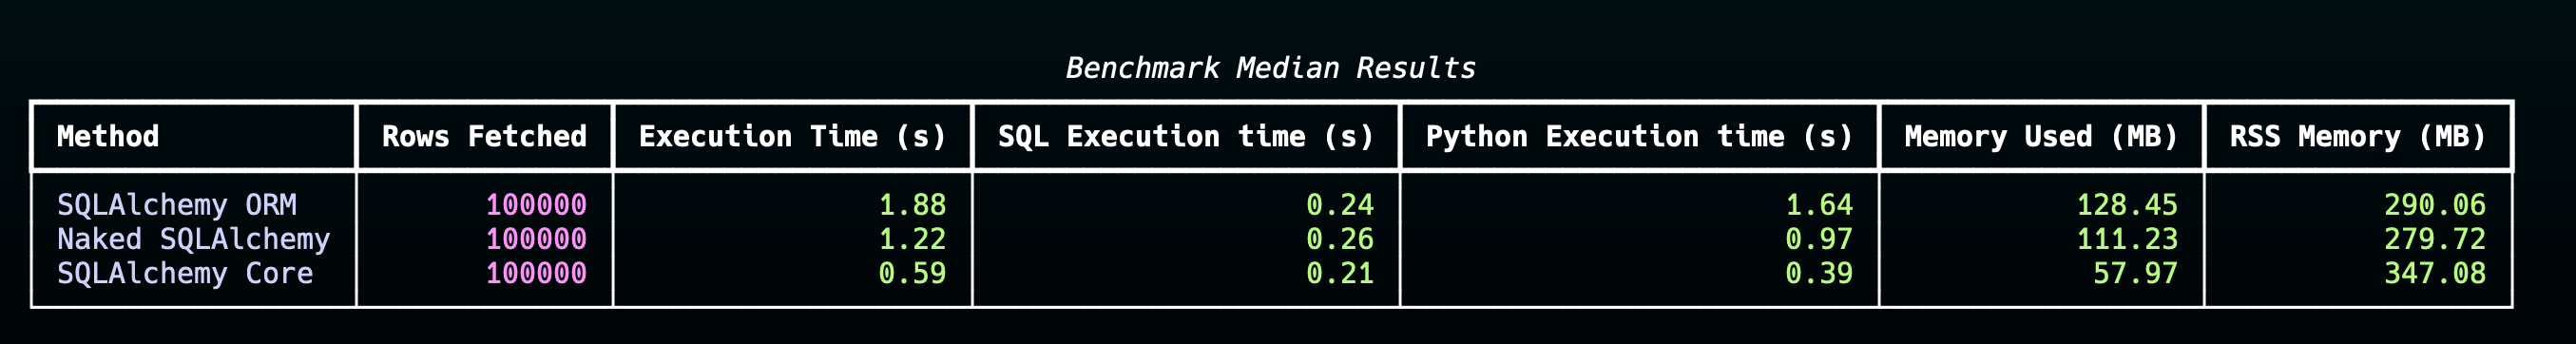 Benchmark Median Results
Method Rows Fetched Execution Time (s) SQL Execution time (s) Python Execution time (s) Memory Used (MB) RSS Memory (MB)
SQLAlchemy ORM 100000 1.88 0.24 1.64 128.45 290.06
Naked SQLAlchemy 100000 1.22 0.26 0.97 111.23 279.72
SQLAlchemy Core 100000 0.59 0.21 0.39 57.97 347.08